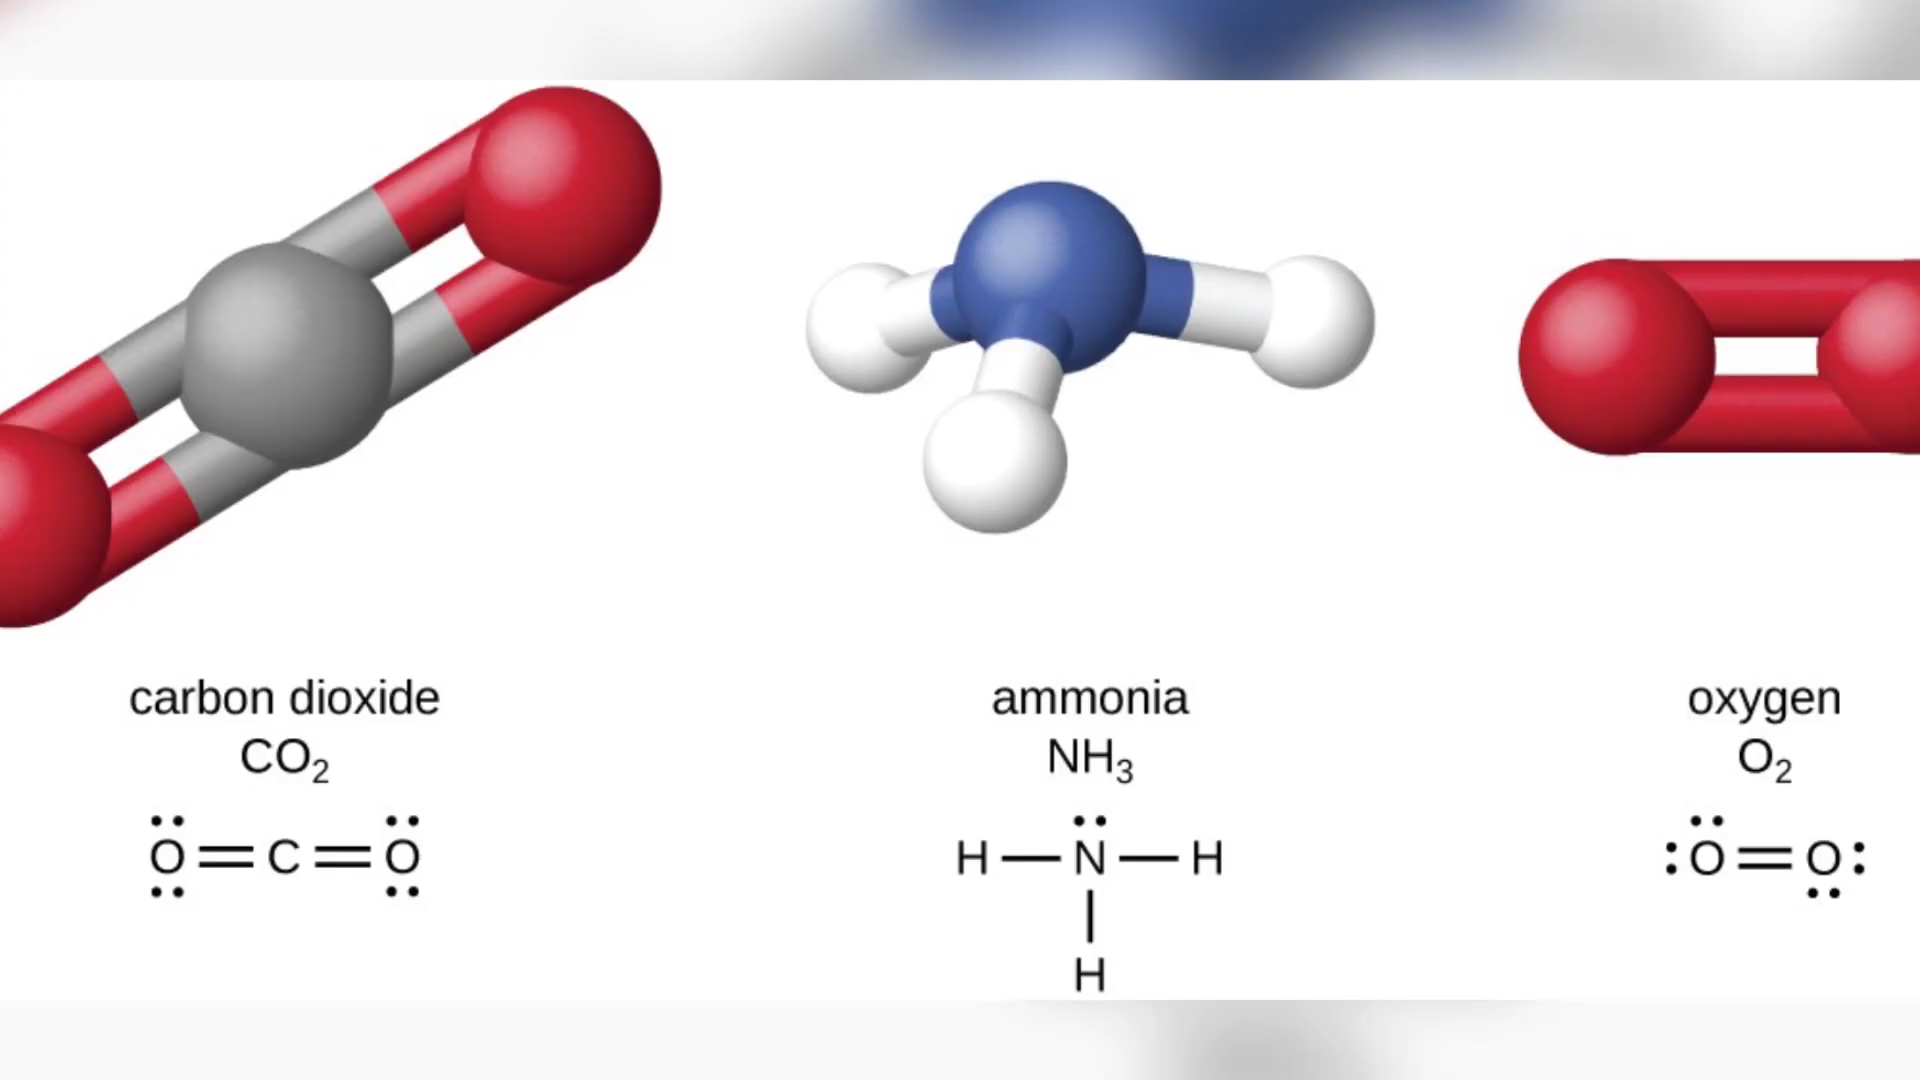 carbon dioxide
CO₂
O=C=O
ammonia
NH₃
H—N—H
H
oxygen
O₂
:O=O: